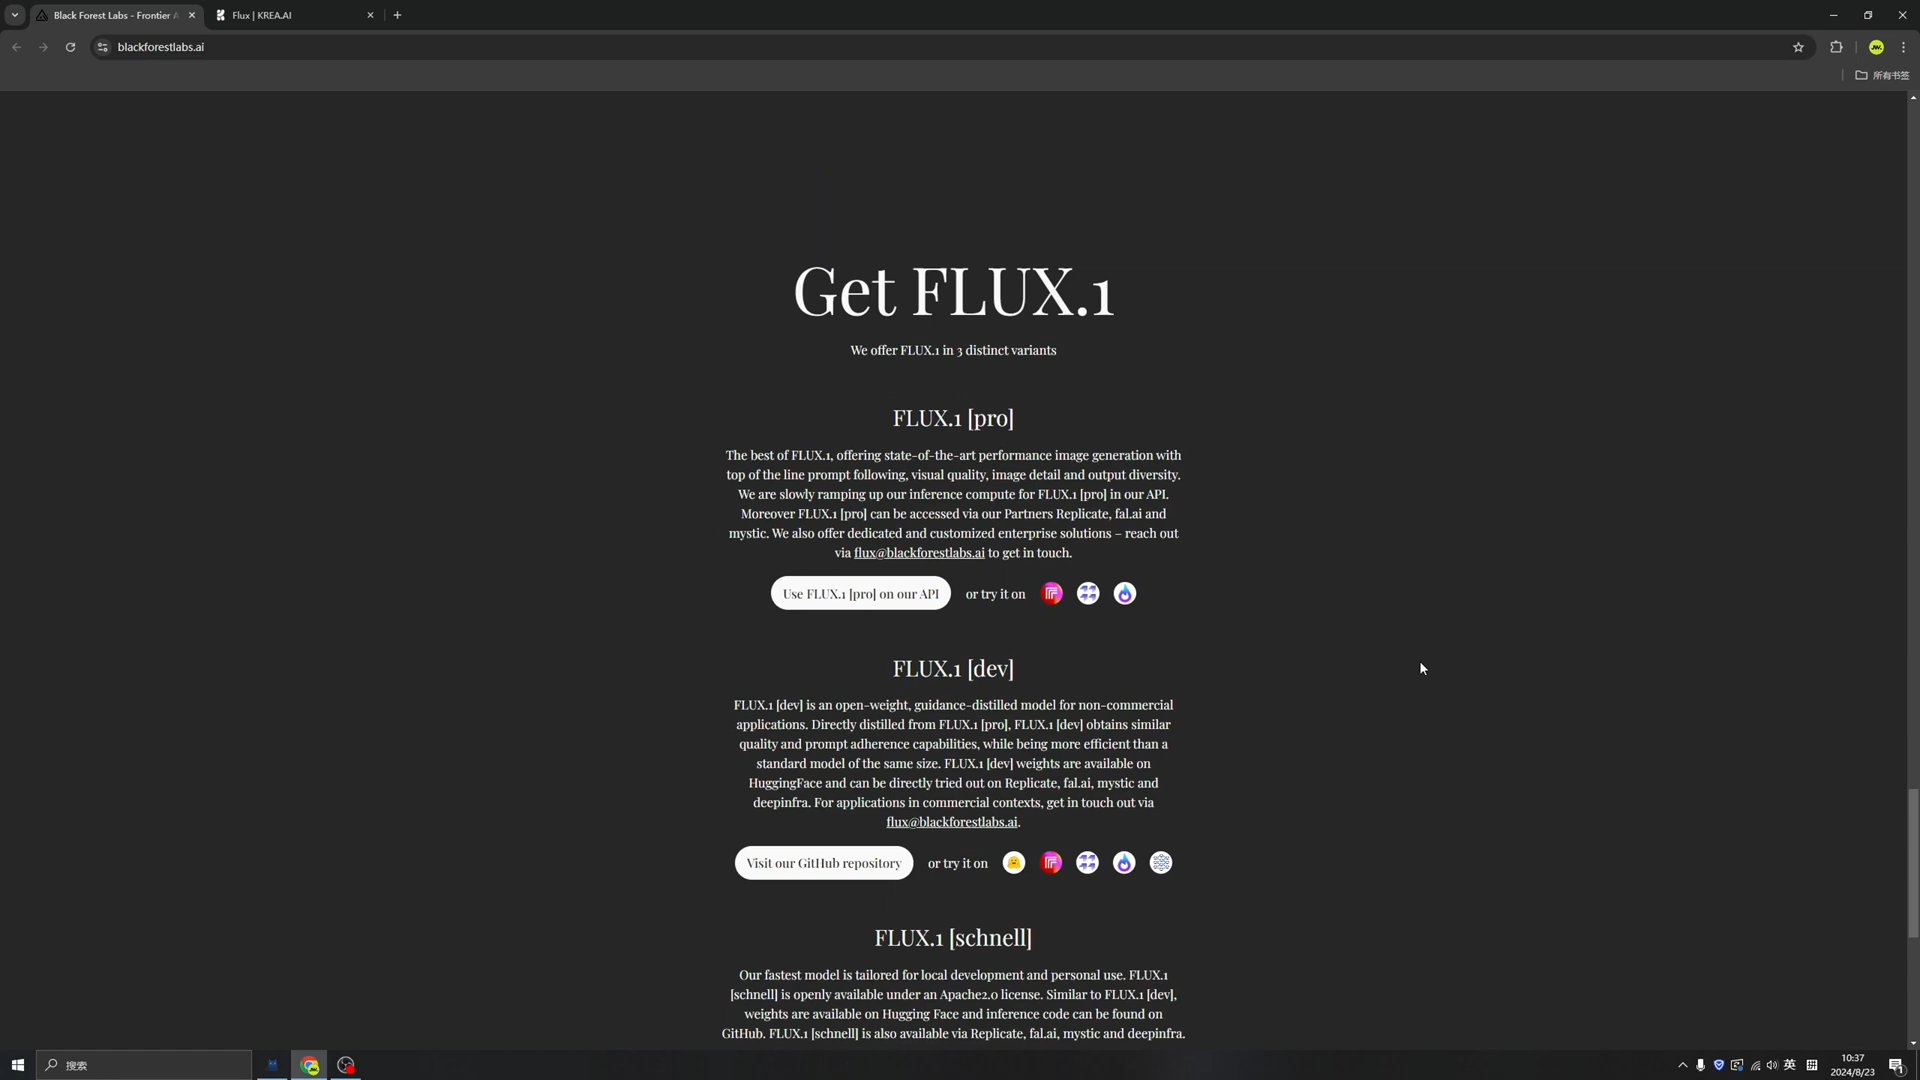 Black Forest Labs - Frontier A
Flux | KREA.AI
blackforestlabs.ai
所有书签
Get FLUX.1
We offer FLUX.1 in 3 distinct variants
FLUX.1 [pro]
The best of FLUX.1, offering state-of-the-art performance image generation with
top of the line prompt following, visual quality, image detail and output diversity.
We are slowly ramping up our inference compute for FLUX.1 [pro] in our API.
Moreover FLUX.1 [pro] can be accessed via our Partners Replicate, fal.ai and
mystic. We also offer dedicated and customized enterprise solutions – reach out
via flux@blackforestlabs.ai to get in touch.
Use FLUX.1 [pro] on our API or try it on
FLUX.1 [dev]
FLUX.1 [dev] is an open-weight, guidance-distilled model for non-commercial
applications. Directly distilled from FLUX.1 [pro], FLUX.1 [dev] obtains similar
quality and prompt adherence capabilities, while being more efficient than a
standard model of the same size. FLUX.1 [dev] weights are available on
HuggingFace and can be directly tried out on Replicate, fal.ai, mystic and
deepinfra. For applications in commercial contexts, get in touch out via
flux@blackforestlabs.ai.
Visit our GitHub repository or try it on
FLUX.1 [schnell]
Our fastest model is tailored for local development and personal use. FLUX.1
[schnell] is openly available under an Apache2.0 license. Similar to FLUX.1 [dev],
weights are available on Hugging Face and inference code can be found on
GitHub. FLUX.1 [schnell] is also available via Replicate, fal.ai, mystic and deepinfra.
搜索
英
拼
10:37
2024/8/23